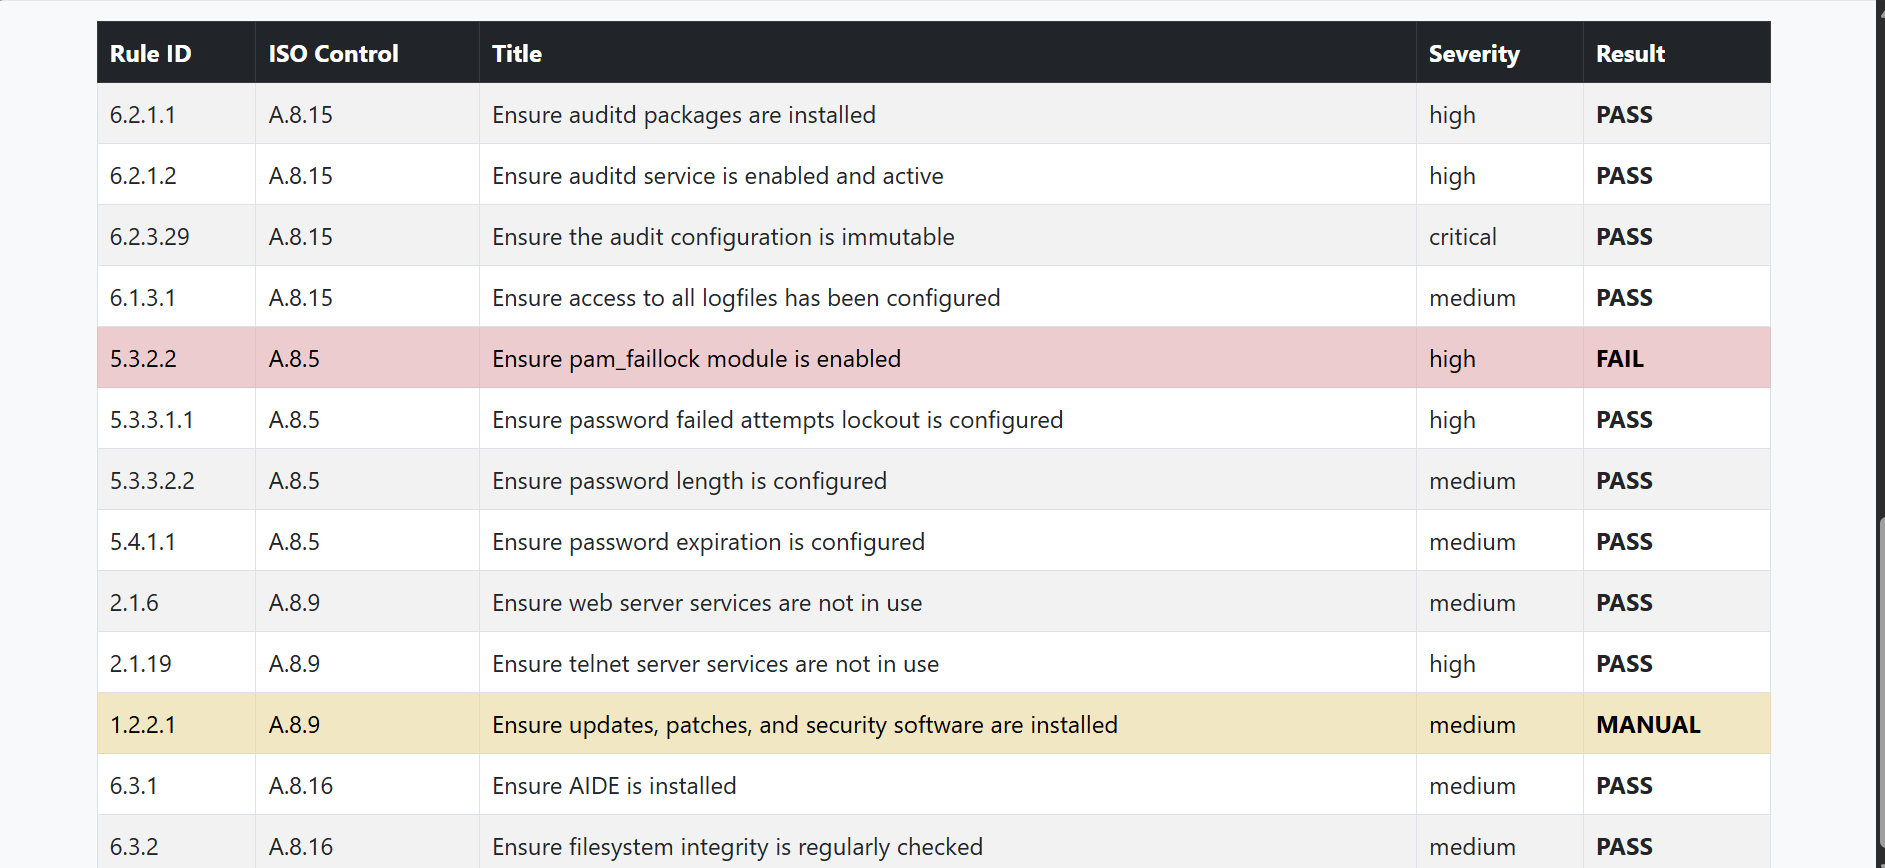 Rule ID ISO Control Title Severity Result
6.2.1.1 A.8.15 Ensure auditd packages are installed high PASS
6.2.1.2 A.8.15 Ensure auditd service is enabled and active high PASS
6.2.3.29 A.8.15 Ensure the audit configuration is immutable critical PASS
6.1.3.1 A.8.15 Ensure access to all logfiles has been configured medium PASS
5.3.2.2 A.8.5 Ensure pam_faillock module is enabled high FAIL
5.3.3.1.1 A.8.5 Ensure password failed attempts lockout is configured high PASS
5.3.3.2.2 A.8.5 Ensure password length is configured medium PASS
5.4.1.1 A.8.5 Ensure password expiration is configured medium PASS
2.1.6 A.8.9 Ensure web server services are not in use medium PASS
2.1.19 A.8.9 Ensure telnet server services are not in use high PASS
1.2.2.1 A.8.9 Ensure updates, patches, and security software are installed medium MANUAL
6.3.1 A.8.16 Ensure AIDE is installed medium PASS
6.3.2 A.8.16 Ensure filesystem integrity is regularly checked medium PASS